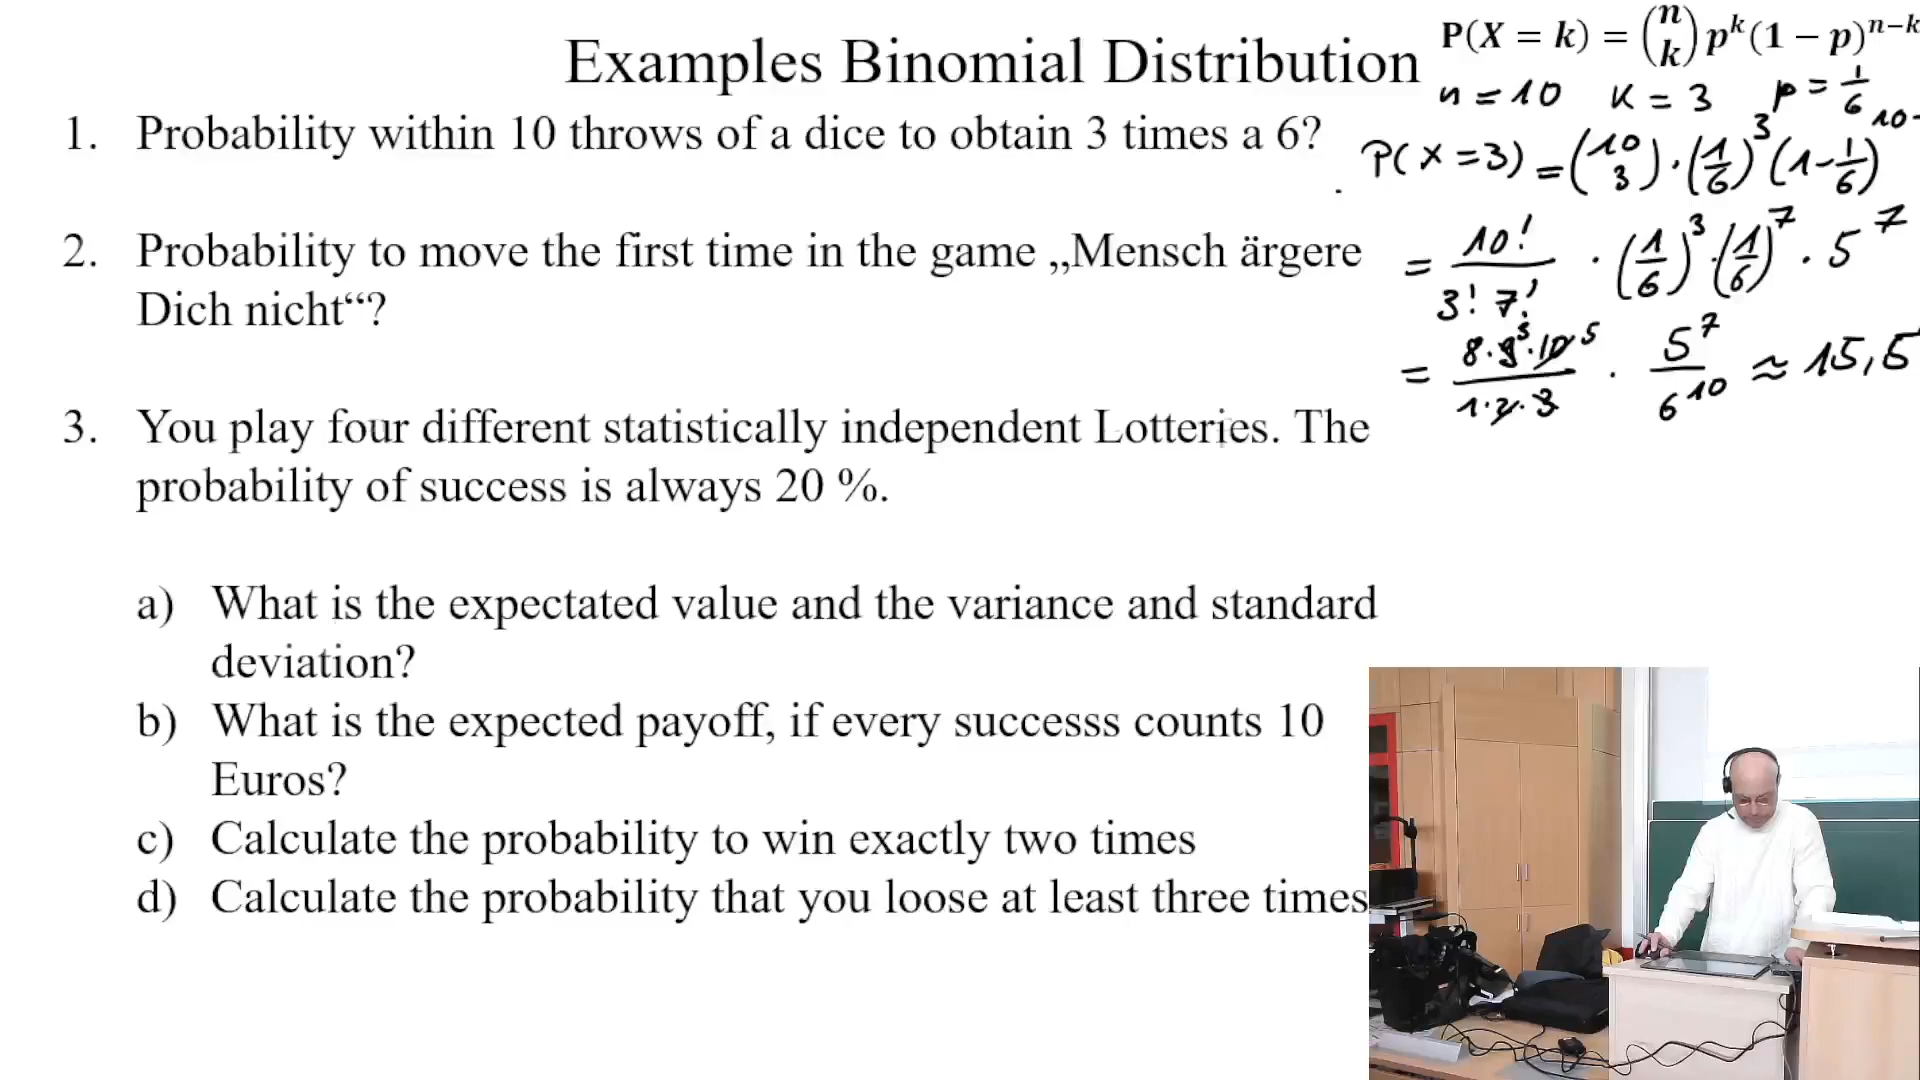 Examples Binomial Distribution
P(X = k) = (n k) p^k (1 − p)^{n−k}
n = 10 k = 3 p = 1/6
1. Probability within 10 throws of a dice to obtain 3 times a 6?
P(X = 3) = (10 3) · (1/6)^3 (1 − 1/6)^{10-
2. Probability to move the first time in the game „Mensch ärgere
Dich nicht“?
= 10! / 3! 7! · (1/6)^3 · (1/6)^7 · 5^7
= 8 · 9^3 · 10^5 / 1 · 2 · 3 · 5^7 / 6^10 ≈ 15,5
3. You play four different statistically independent Lotteries. The
probability of success is always 20 %.
a) What is the expectated value and the variance and standard
deviation?
b) What is the expected payoff, if every successs counts 10
Euros?
c) Calculate the probability to win exactly two times
d) Calculate the probability that you loose at least three times